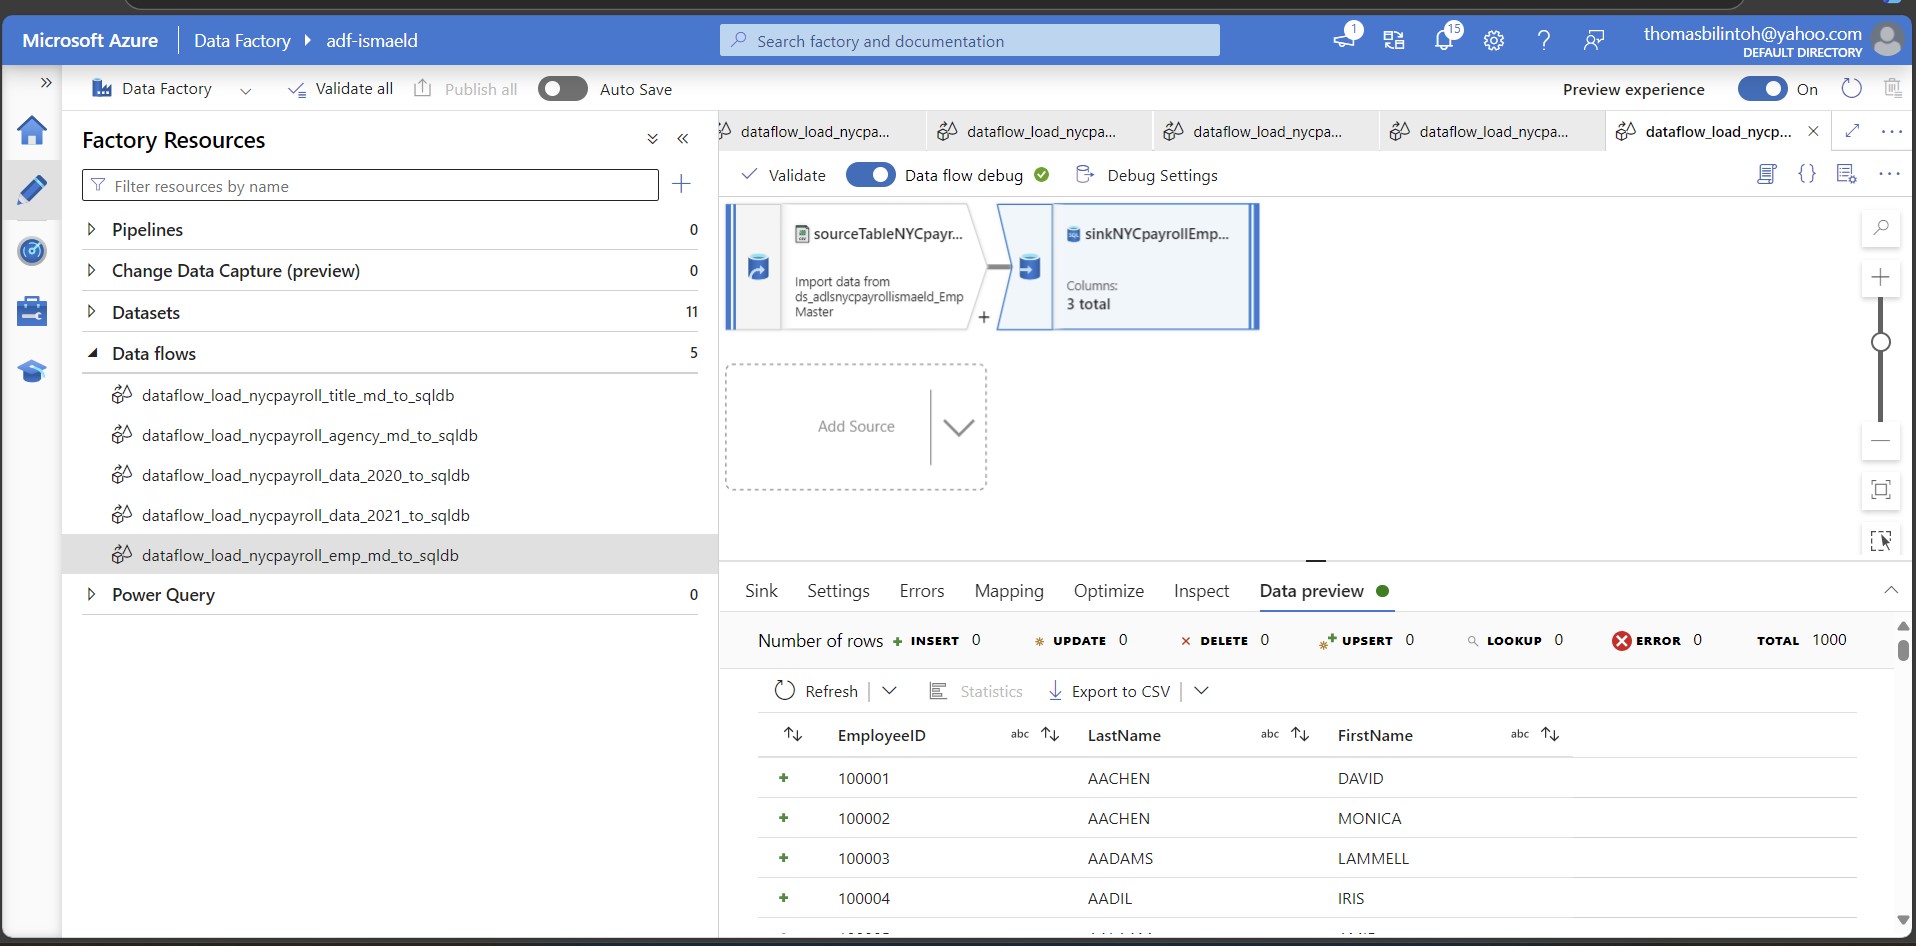 Microsoft Azure
Data Factory
adf-ismaeld
Search factory and documentation
1
15
thomasbilintoh@yahoo.com
DEFAULT DIRECTORY
Data Factory
Validate all
Publish all
Auto Save
Preview experience
On
Factory Resources
Filter resources by name
Pipelines 0
Change Data Capture (preview) 0
Datasets 11
Data flows 5
dataflow_load_nycpayroll_title_md_to_sqldb
dataflow_load_nycpayroll_agency_md_to_sqldb
dataflow_load_nycpayroll_data_2020_to_sqldb
dataflow_load_nycpayroll_data_2021_to_sqldb
dataflow_load_nycpayroll_emp_md_to_sqldb
Power Query 0
dataflow_load_nycpa...
dataflow_load_nycpa...
dataflow_load_nycpa...
dataflow_load_nycpa...
dataflow_load_nycp...
Validate
Data flow debug
Debug Settings
sourceTableNYCpayr...
Import data from
ds_adlsnycpayrollismaeld_Emp
Master
sinkNYCpayrollEmp...
Columns:
3 total
Add Source
Sink Settings Errors Mapping Optimize Inspect Data preview
Number of rows INSERT 0 UPDATE 0 DELETE 0 UPSERT 0 LOOKUP 0 ERROR 0 TOTAL 1000
Refresh Statistics Export to CSV
EmployeeID abc LastName abc FirstName abc
100001 AACHEN DAVID
100002 AACHEN MONICA
100003 AADAMS LAMMELL
100004 AADIL IRIS